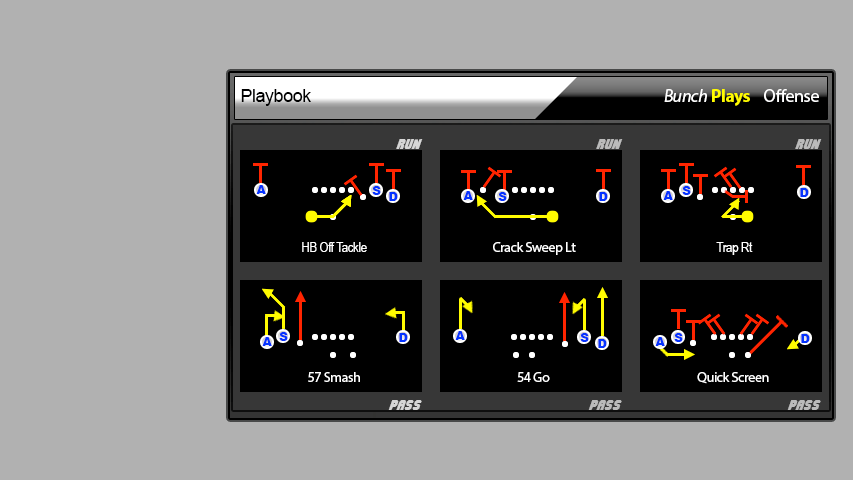 Playbook
Bunch Plays Offense
RUN RUN RUN
A S D
HB Off Tackle
A S D
Crack Sweep Lt
A S D
Trap Rt
A S D
57 Smash
A S D
54 Go
A S D
Quick Screen
PASS PASS PASS